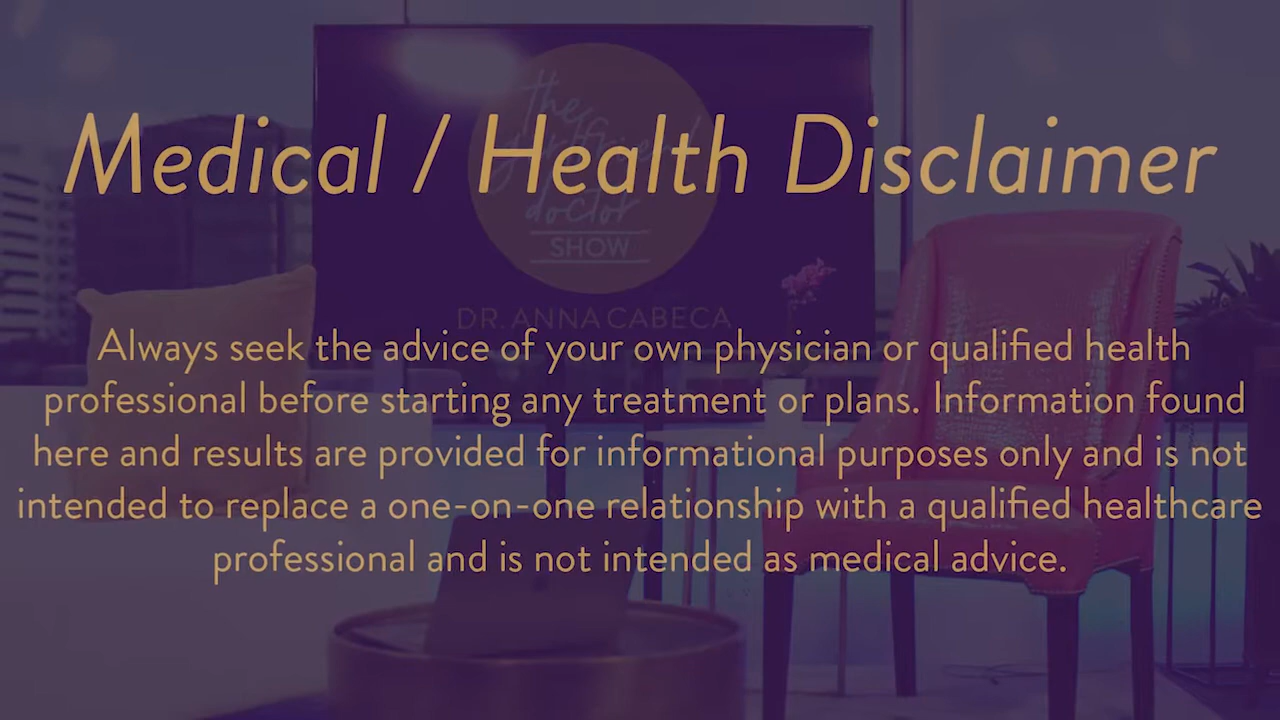 Medical / Health Disclaimer
the
girlfriend
doctor
SHOW
DR. ANNA CABECA
Always seek the advice of your own physician or qualified health
professional before starting any treatment or plans. Information found
here and results are provided for informational purposes only and is not
intended to replace a one-on-one relationship with a qualified healthcare
professional and is not intended as medical advice.